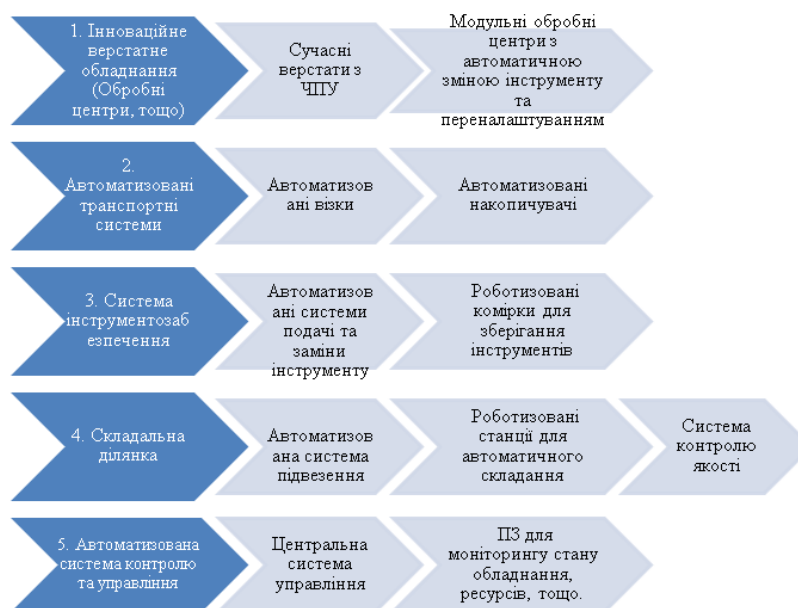 1. Інноваційне
верстатне
обладнання
(Обробні
центри, тощо)
Сучасні
верстати з
ЧПУ
Модульні обробні
центри з
автоматичною
зміною інструменту
та
переналаштуванням
2.
Автоматизовані
транспортні
системи
Автоматизов
ані візки
Автоматизовані
накопичувачі
3. Система
інструментозаб
езпечення
Автоматизов
ані системи
подачі та
заміни
інструменту
Роботизовані
комірки для
зберігання
інструментів
4. Складальна
ділянка
Автоматизов
ана система
підвезення
Роботизовані
станції для
автоматичного
складання
Система
контролю
якості
5. Автоматизована
система контролю
та управління
Центральна
система
управління
ПЗ для
моніторингу стану
обладнання,
ресурсів, тощо.